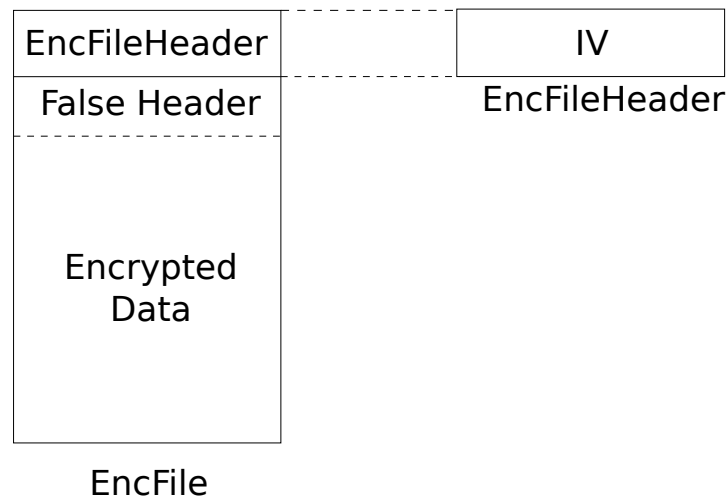 EncFileHeader
IV
False Header
EncFileHeader
Encrypted
Data
EncFile